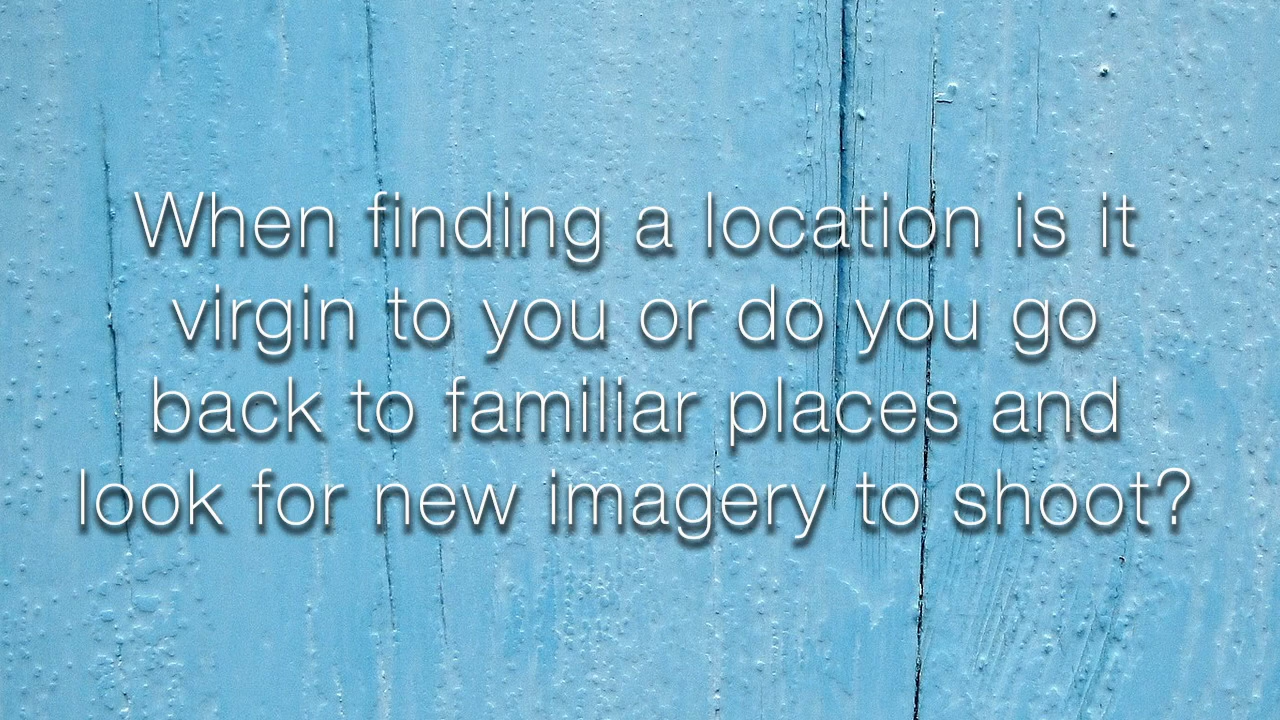 When finding a location is it
virgin to you or do you go
back to familiar places and
look for new imagery to shoot?